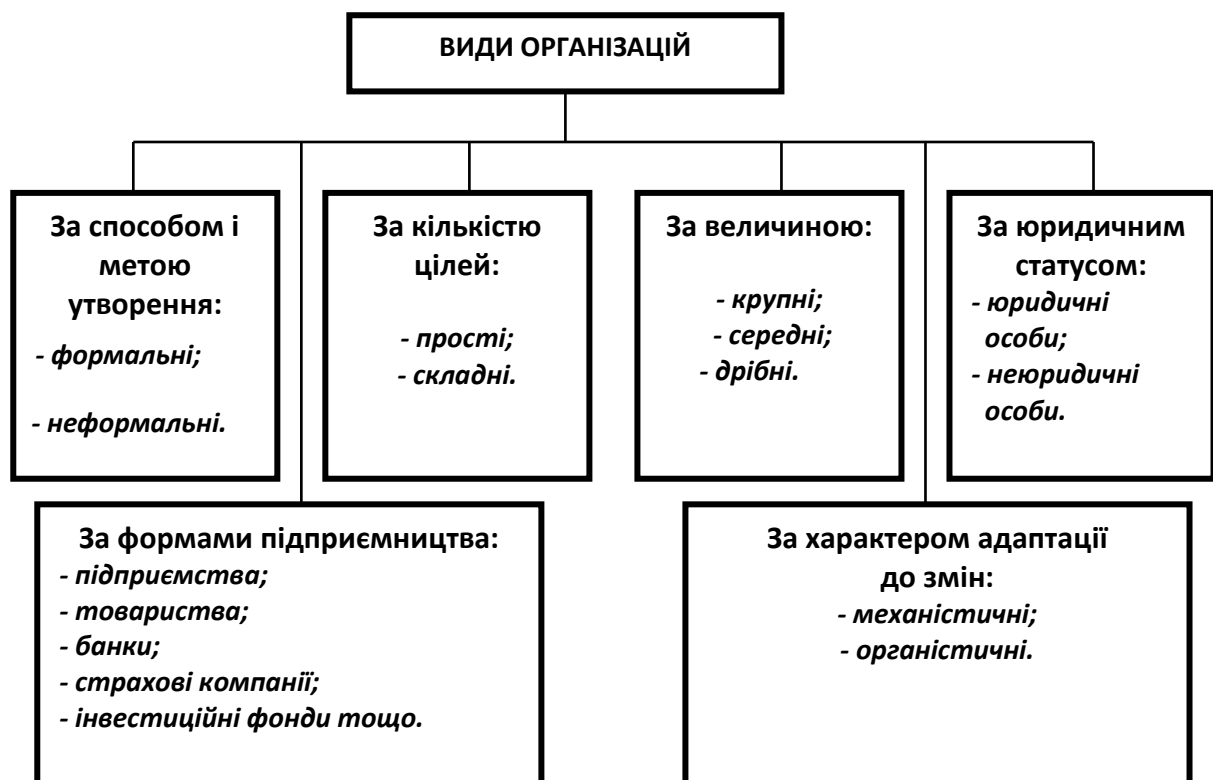 ВИДИ ОРГАНІЗАЦІЙ
За способом і
метою
утворення:
- формальні;
- неформальні.
За кількістю
цілей:
- прості;
- складні.
За величиною:
- крупні;
- середні;
- дрібні.
За юридичним
статусом:
- юридичні
особи;
- неюридичні
особи.
За формами підприємництва:
- підприємства;
- товариства;
- банки;
- страхові компанії;
- інвестиційні фонди тощо.
За характером адаптації
до змін:
- механістичні;
- органістичні.